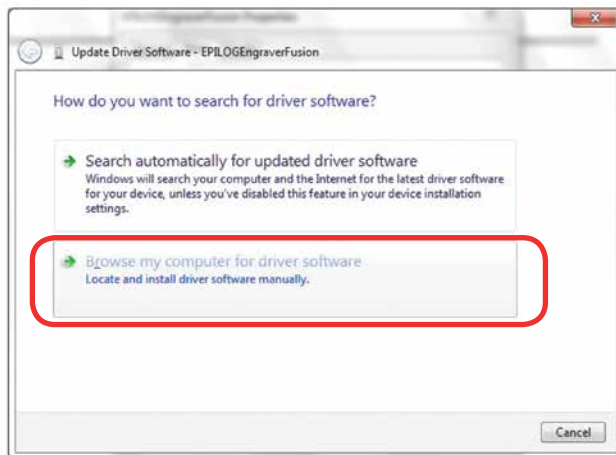 Update Driver Software - EPILOGEngraverFusion
How do you want to search for driver software?
Search automatically for updated driver software
Windows will search your computer and the Internet for the latest driver software
for your device, unless you've disabled this feature in your device installation
settings.
Browse my computer for driver software
Locate and install driver software manually.
Cancel